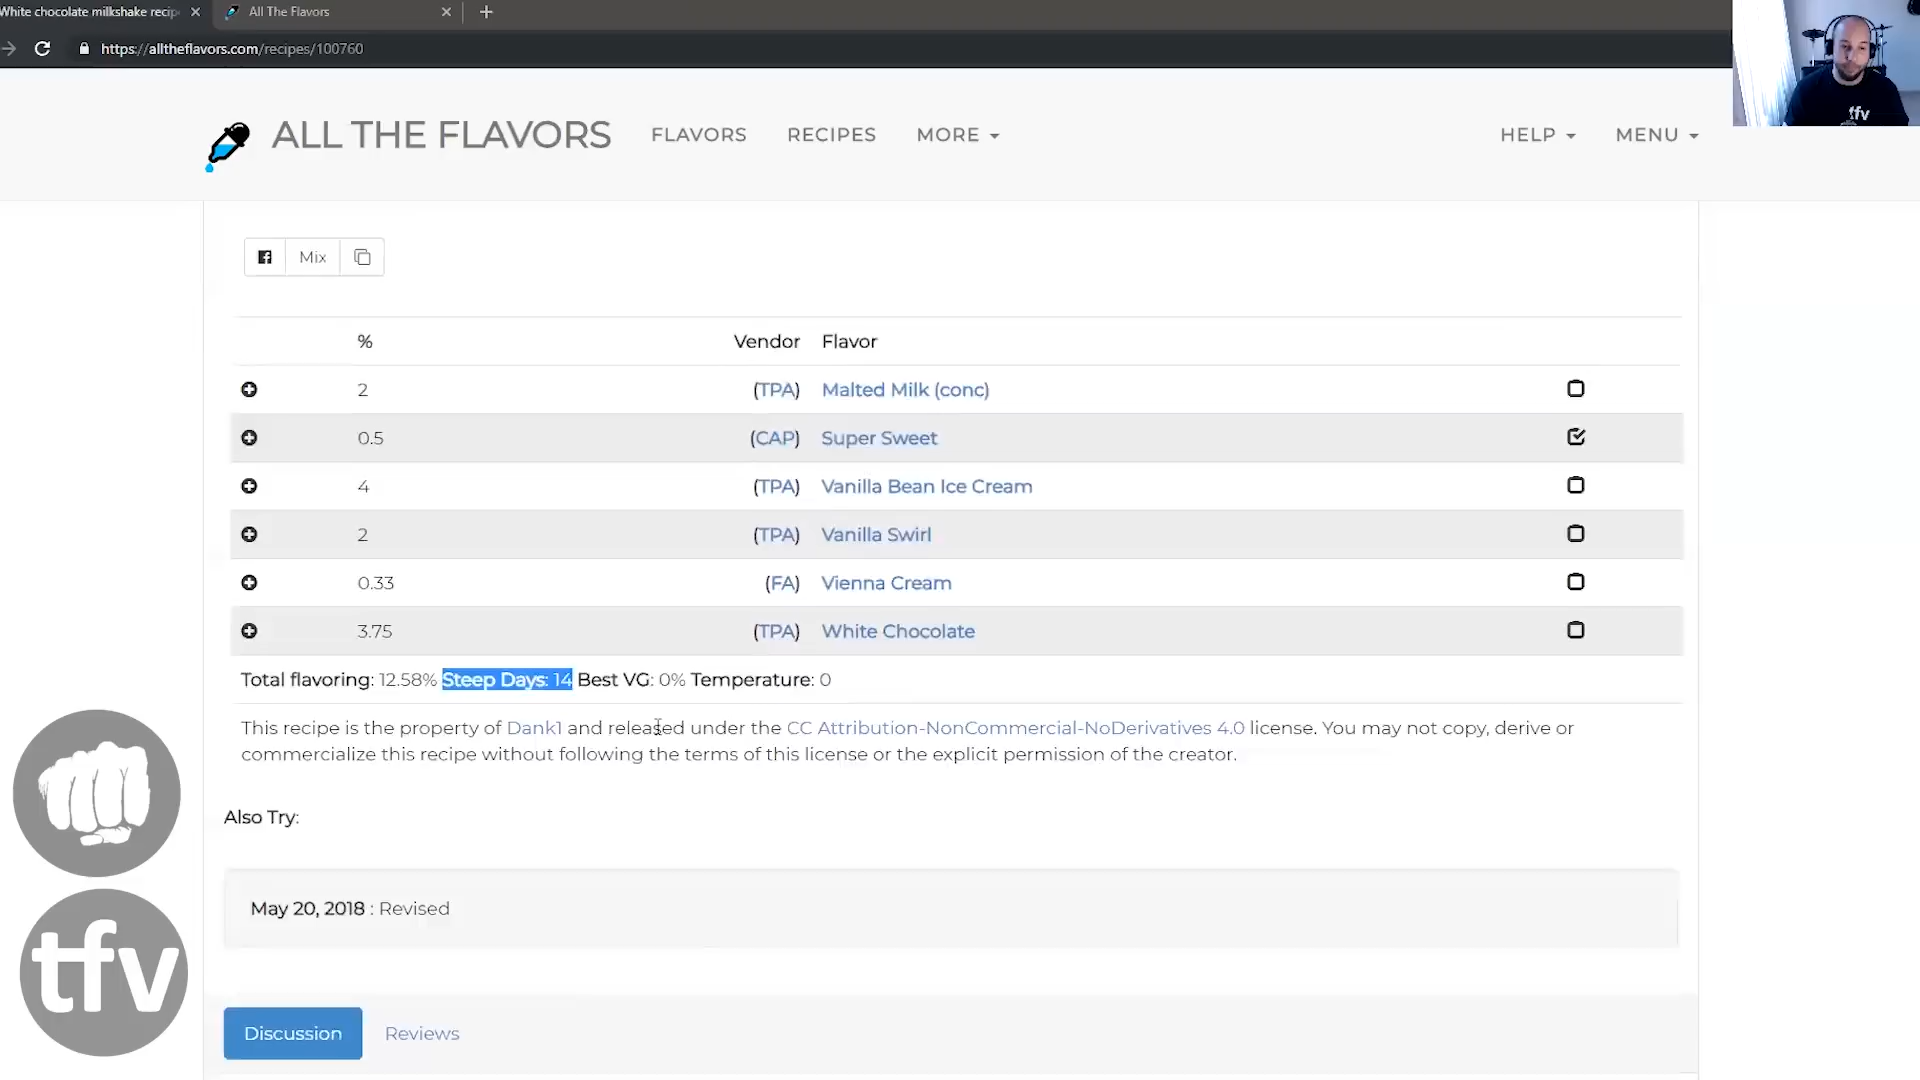 White chocolate milkshake recip
All The Flavors
https://alltheflavors.com/recipes/100760
tfv
ALL THE FLAVORS
FLAVORS
RECIPES
MORE
HELP
MENU
Mix
% Vendor Flavor
2 (TPA) Malted Milk (conc)
0.5 (CAP) Super Sweet
4 (TPA) Vanilla Bean Ice Cream
2 (TPA) Vanilla Swirl
0.33 (FA) Vienna Cream
3.75 (TPA) White Chocolate
Total flavoring: 12.58% Steep Days: 14 Best VG: 0% Temperature: 0
This recipe is the property of Dank1 and released under the CC Attribution-NonCommercial-NoDerivatives 4.0 license. You may not copy, derive or
commercialize this recipe without following the terms of this license or the explicit permission of the creator.
Also Try:
May 20, 2018 : Revised
tfv
Discussion
Reviews